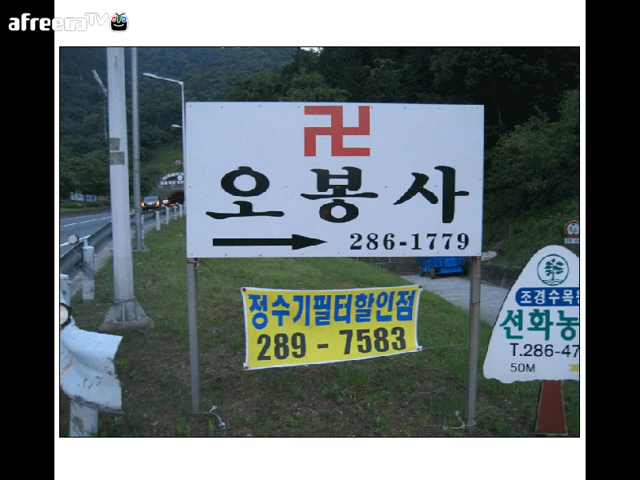 afreecaTV
卍
오봉사
286-1779
정수기필터할인점
289 - 7583
조경수목원
선화농
T.286-47
50M